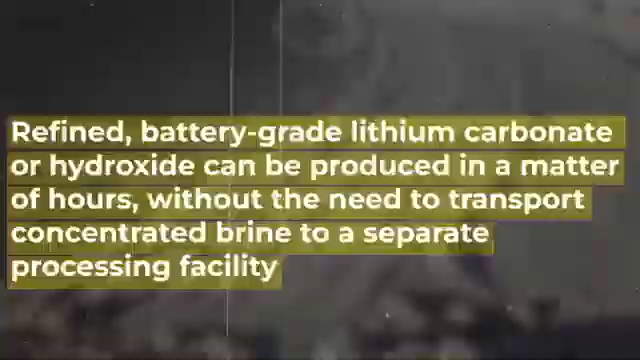 Refined, battery-grade lithium carbonate
or hydroxide can be produced in a matter
of hours, without the need to transport
concentrated brine to a separate
processing facility